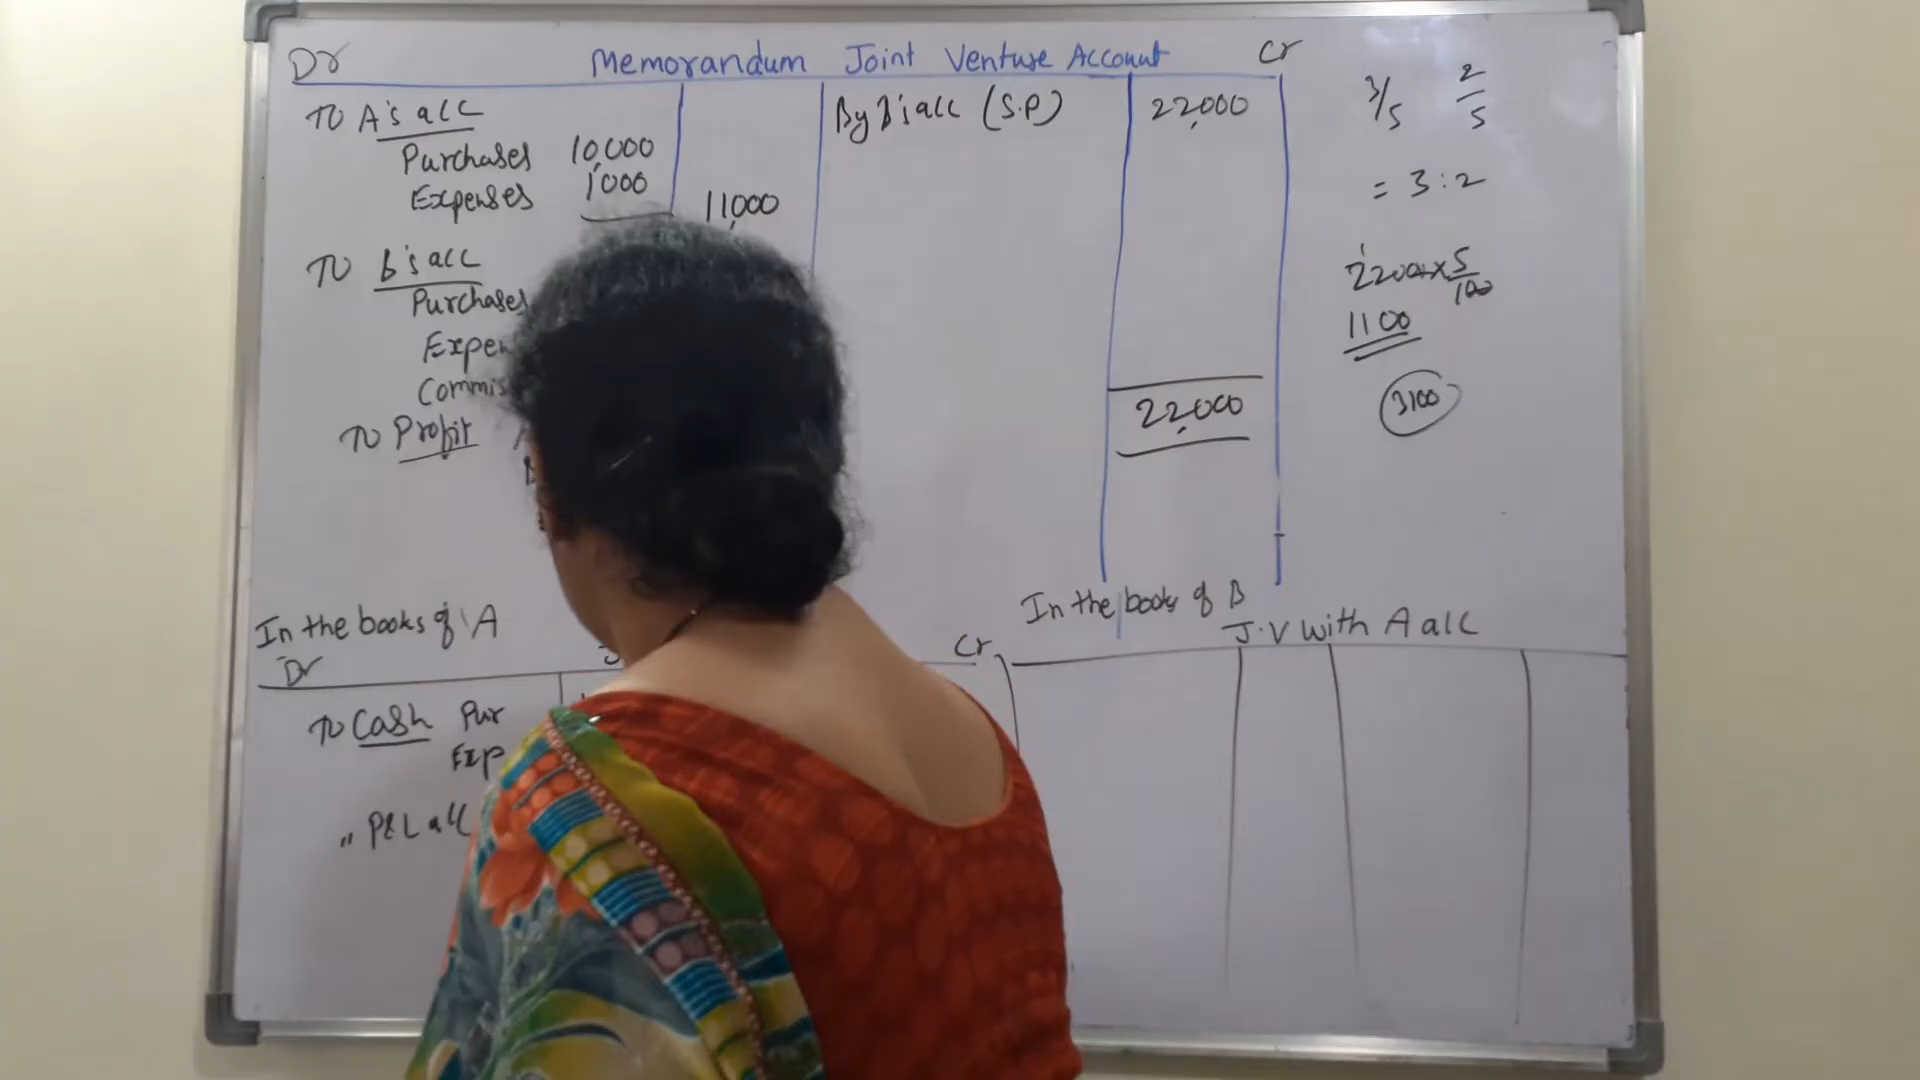 Dr Memorandum Joint Venture Account Cr
To A's a/c By B's a/c (S.P) 22,000
Purchases 10,000
Expenses 1,000 11,000
To B's a/c
Purchases
Expen
Commis
To Profit 22,000
3/5 2/5
= 3:2
22000 x 5/100
1100
3100
In the books of A
Dr Cr
To Cash Pur
Exp
,, P&L a/c
In the books of B
J.V with A a/c